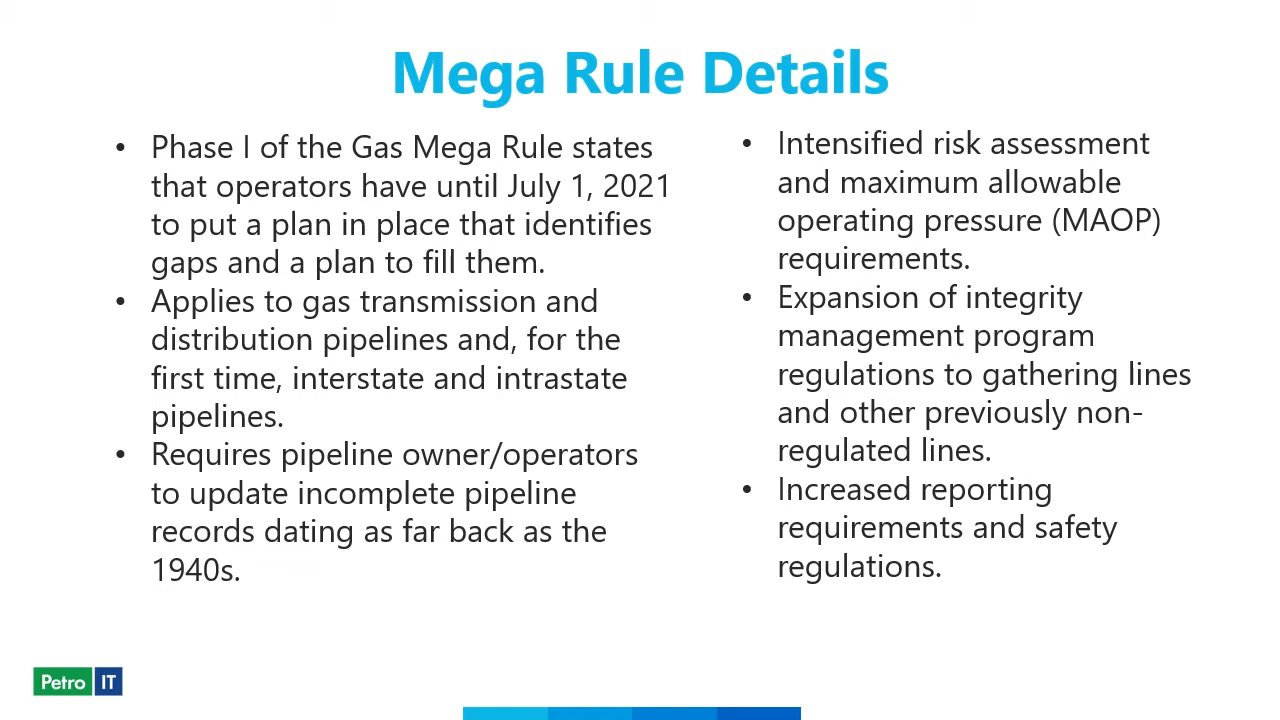 Mega Rule Details
• Phase I of the Gas Mega Rule states
that operators have until July 1, 2021
to put a plan in place that identifies
gaps and a plan to fill them.
• Applies to gas transmission and
distribution pipelines and, for the
first time, interstate and intrastate
pipelines.
• Requires pipeline owner/operators
to update incomplete pipeline
records dating as far back as the
1940s.
• Intensified risk assessment
and maximum allowable
operating pressure (MAOP)
requirements.
• Expansion of integrity
management program
regulations to gathering lines
and other previously non-
regulated lines.
• Increased reporting
requirements and safety
regulations.
Petro IT